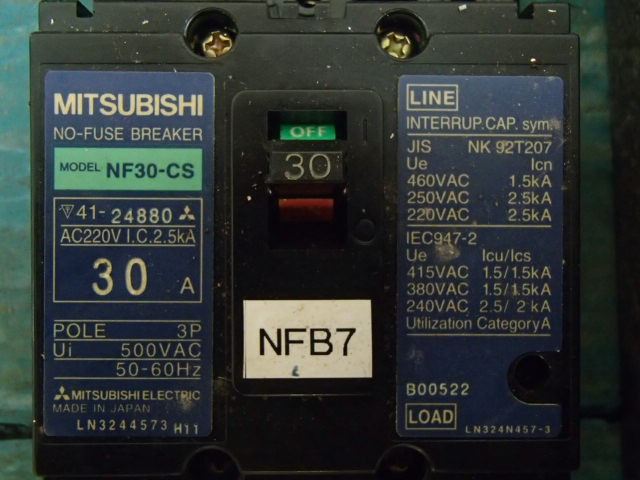 MITSUBISHI
NO-FUSE BREAKER
MODEL NF30-CS
41-24880
AC220V I.C.2.5kA
30 A
POLE 3P
Ui 500VAC
50-60Hz
MITSUBISHI ELECTRIC
MADE IN JAPAN
LN3244573 H11
OFF
30
NFB7
LINE
INTERRUP.CAP. sym.
JIS NK 92T207
Ue Icn
460VAC 1.5kA
250VAC 2.5kA
220VAC 2.5kA
IEC947-2
Ue Icu/Ics
415VAC 1.5/1.5kA
380VAC 1.5/1.5kA
240VAC 2.5/2kA
Utilization Category A
B00522
LOAD
LN324N457-3